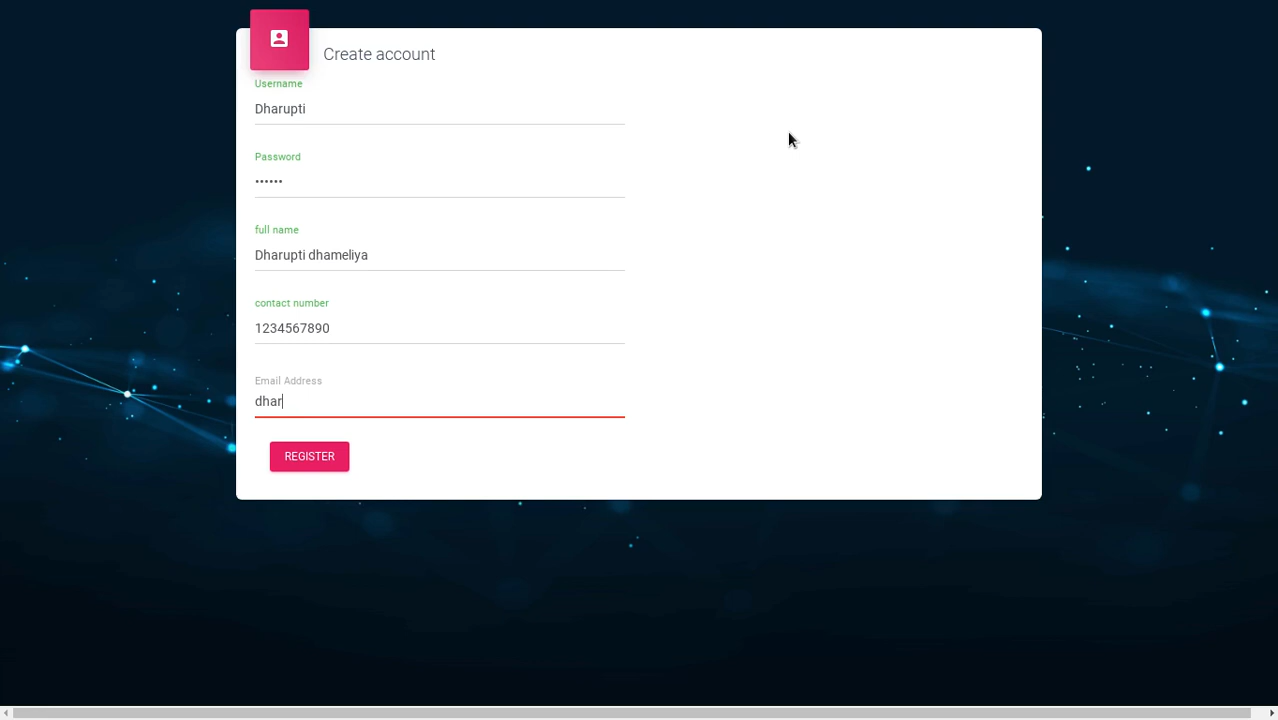 Create account
Username
Dharupti
Password
••••••
full name
Dharupti dhameliya
contact number
1234567890
Email Address
dhar
REGISTER